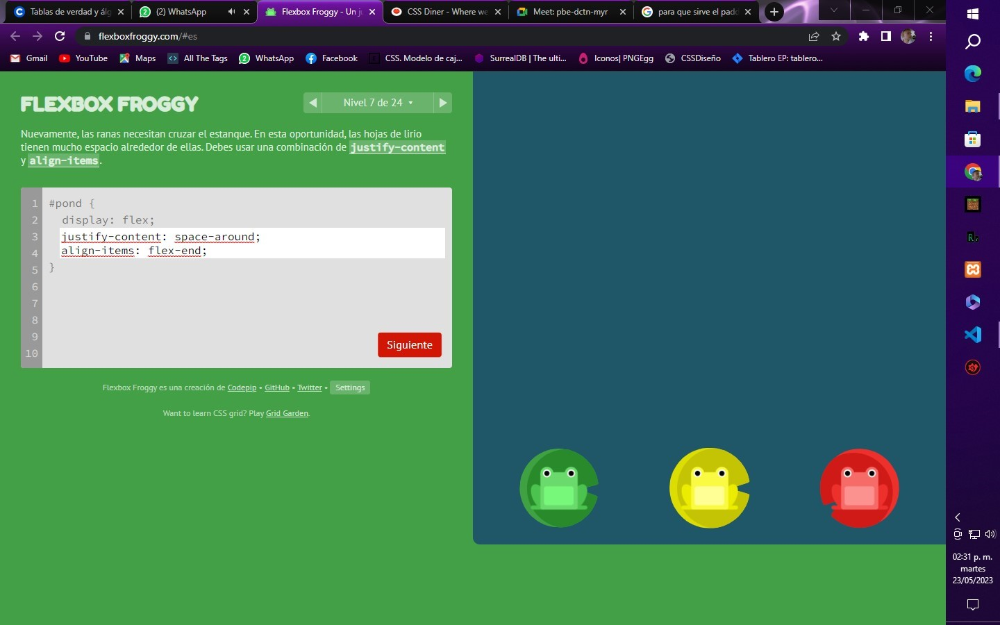 Tablas de verdad y álg
(2) WhatsApp
Flexbox Froggy - Un j
CSS Diner - Where we
Meet: pbe-dctn-myr
para que sirve el padd
flexboxfroggy.com/#es
Gmail
YouTube
Maps
All The Tags
WhatsApp
Facebook
CSS. Modelo de caj...
SurrealDB | The ulti...
Iconos| PNGEgg
CSSDiseño
Tablero EP: tablero...
FLEXBOX FROGGY
Nivel 7 de 24
Nuevamente, las ranas necesitan cruzar el estanque. En esta oportunidad, las hojas de lirio
tienen mucho espacio alrededor de ellas. Debes usar una combinación de justify-content
y align-items.
1 #pond {
2 display: flex;
3 justify-content: space-around;
4 align-items: flex-end;
5 }
6
7
8
9
10
Siguiente
Flexbox Froggy es una creación de Codepip • GitHub • Twitter • Settings
Want to learn CSS grid? Play Grid Garden.
02:31 p. m.
martes
23/05/2023